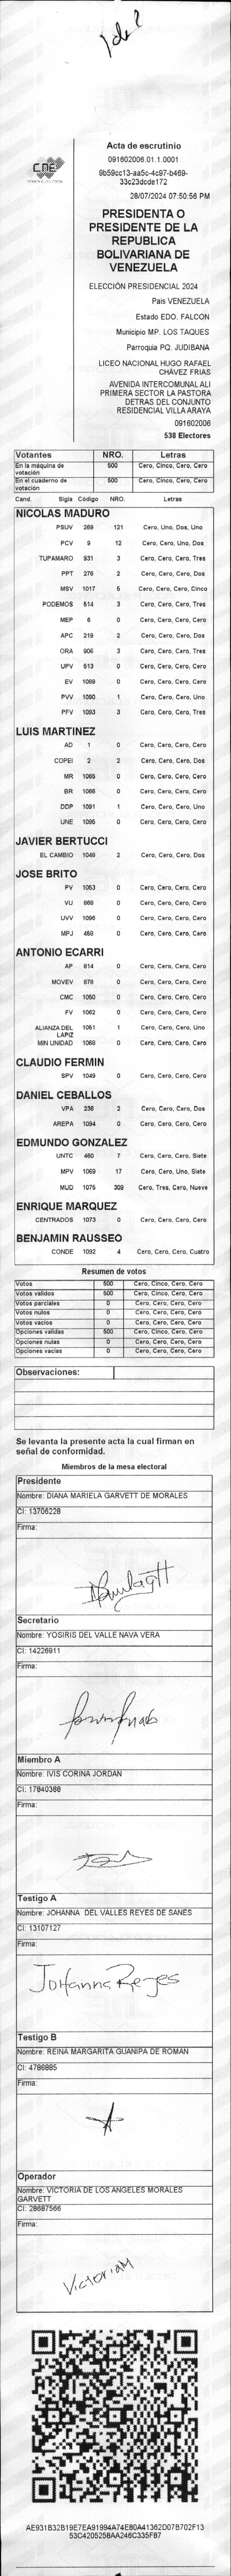 1 de 2
Acta de escrutinio
CNE
091602006.01.1.0001
9b59cc13-aa5c-4c97-b469-
33c23dcde172
28/07/2024 07:50:56 PM
PRESIDENTA O
PRESIDENTE DE LA
REPUBLICA
BOLIVARIANA DE
VENEZUELA
ELECCIÓN PRESIDENCIAL 2024
Pais VENEZUELA
Estado EDO. FALCON
Municipio MP. LOS TAQUES
Parroquia PQ. JUDIBANA
LICEO NACIONAL HUGO RAFAEL
CHÁVEZ FRIAS
AVENIDA INTERCOMUNAL ALI
PRIMERA SECTOR LA PASTORA
DETRAS DEL CONJUNTO
RESIDENCIAL VILLA ARAYA
091602006
538 Electores
Votantes NRO. Letras
En la máquina de votación 500 Cero, Cinco, Cero, Cero
En el cuaderno de votación 500 Cero, Cinco, Cero, Cero
Cand. Sigla Código NRO. Letras
NICOLAS MADURO
PSUV 269 121 Cero, Uno, Dos, Uno
PCV 9 12 Cero, Cero, Uno, Dos
TUPAMARO 931 3 Cero, Cero, Cero, Tres
PPT 276 2 Cero, Cero, Cero, Dos
MSV 1017 5 Cero, Cero, Cero, Cinco
PODEMOS 514 3 Cero, Cero, Cero, Tres
MEP 6 0 Cero, Cero, Cero, Cero
APC 219 2 Cero, Cero, Cero, Dos
ORA 906 3 Cero, Cero, Cero, Tres
UPV 513 0 Cero, Cero, Cero, Cero
EV 1089 0 Cero, Cero, Cero, Cero
PVV 1090 1 Cero, Cero, Cero, Uno
PFV 1093 3 Cero, Cero, Cero, Tres
LUIS MARTINEZ
AD 1 0 Cero, Cero, Cero, Cero
COPEI 2 2 Cero, Cero, Cero, Dos
MR 1065 0 Cero, Cero, Cero, Cero
BR 1066 0 Cero, Cero, Cero, Cero
DDP 1091 1 Cero, Cero, Cero, Uno
UNE 1095 0 Cero, Cero, Cero, Cero
JAVIER BERTUCCI
EL CAMBIO 1048 2 Cero, Cero, Cero, Dos
JOSE BRITO
PV 1053 0 Cero, Cero, Cero, Cero
VU 868 0 Cero, Cero, Cero, Cero
UVV 1096 0 Cero, Cero, Cero, Cero
MPJ 458 0 Cero, Cero, Cero, Cero
ANTONIO ECARRI
AP 814 0 Cero, Cero, Cero, Cero
MOVEV 878 0 Cero, Cero, Cero, Cero
CMC 1050 0 Cero, Cero, Cero, Cero
FV 1062 0 Cero, Cero, Cero, Cero
ALIANZA DEL LÁPIZ 1051 1 Cero, Cero, Cero, Uno
MIN UNIDAD 1068 0 Cero, Cero, Cero, Cero
CLAUDIO FERMIN
SPV 1049 0 Cero, Cero, Cero, Cero
DANIEL CEBALLOS
VPA 236 2 Cero, Cero, Cero, Dos
AREPA 1094 0 Cero, Cero, Cero, Cero
EDMUNDO GONZALEZ
UNTC 460 7 Cero, Cero, Cero, Siete
MPV 1069 17 Cero, Cero, Uno, Siete
MUD 1075 309 Cero, Tres, Cero, Nueve
ENRIQUE MARQUEZ
CENTRADOS 1073 0 Cero, Cero, Cero, Cero
BENJAMIN RAUSSEO
CONDE 1092 4 Cero, Cero, Cero, Cuatro
Resumen de votos
Votos 500 Cero, Cinco, Cero, Cero
Votos validos 500 Cero, Cinco, Cero, Cero
Votos parciales 0 Cero, Cero, Cero, Cero
Votos nulos 0 Cero, Cero, Cero, Cero
Votos vacios 0 Cero, Cero, Cero, Cero
Opciones validas 500 Cero, Cinco, Cero, Cero
Opciones nulas 0 Cero, Cero, Cero, Cero
Opciones vacias 0 Cero, Cero, Cero, Cero
Observaciones:
Se levanta la presente acta la cual firman en
señal de conformidad.
Miembros de la mesa electoral
Presidente
Nombre: DIANA MARIELA GARVETT DE MORALES
CI: 13706228
Firma:
Secretario
Nombre: YOSIRIS DEL VALLE NAVA VERA
CI: 14226911
Firma:
Miembro A
Nombre: IVIS CORINA JORDAN
CI: 17840388
Firma:
Testigo A
Nombre: JOHANNA DEL VALLES REYES DE SANES
CI: 13107127
Firma:
Johanna Reyes
Testigo B
Nombre: REINA MARGARITA GUANIPA DE ROMAN
CI: 4786885
Firma:
Operador
Nombre: VICTORIA DE LOS ANGELES MORALES
GARVETT
CI: 28687566
Firma:
VictoriaM
AE931B32B19E7EA91994A74E80A41362D07B702F13
53C4205258AA246C335F87